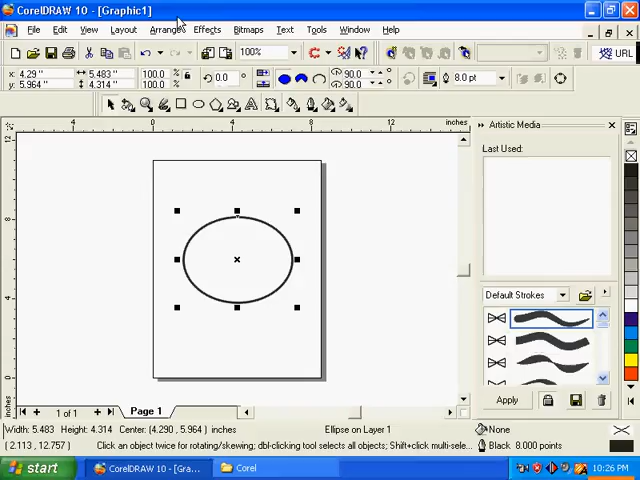 CorelDRAW 10 - [Graphic1]
File Edit View Layout Arrange Effects Bitmaps Text Tools Window Help
100% URL
x: 4.29 " 5.483 " 100.0 % 0.0 ° 90.0 8.0 pt
y: 5.964 " 4.314 " 100.0 % 90.0
4 0 4 8 inches
12
8
4
0
inches
Artistic Media
Last Used:
Default Strokes
Apply
1 of 1 Page 1
Width: 5.483 Height: 4.314 Center: (4.290, 5.964 ) inches Ellipse on Layer 1 None
( 2.113, 12.757 ) Click an object twice for rotating/skewing; dbl-clicking tool selects all objects; Shift+click multi-sele... Black 8.000 points
start CorelDRAW 10 - [Gra... Corel 10:26 PM